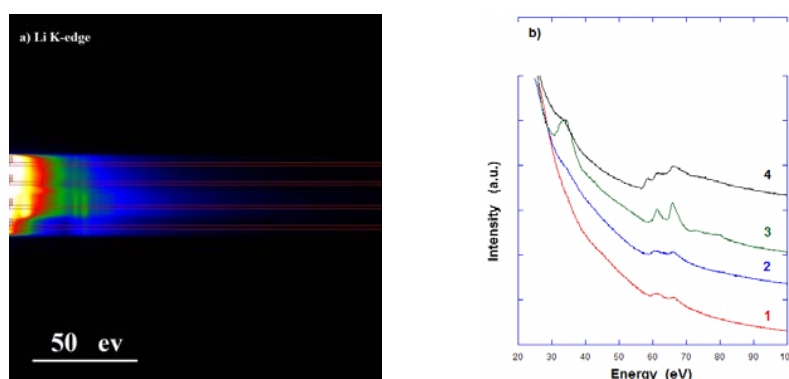 a) Li K-edge
50 ev
b)
Intensity (a.u.)
4
3
2
1
20 30 40 50 60 70 80 90 100
Energy (eV)